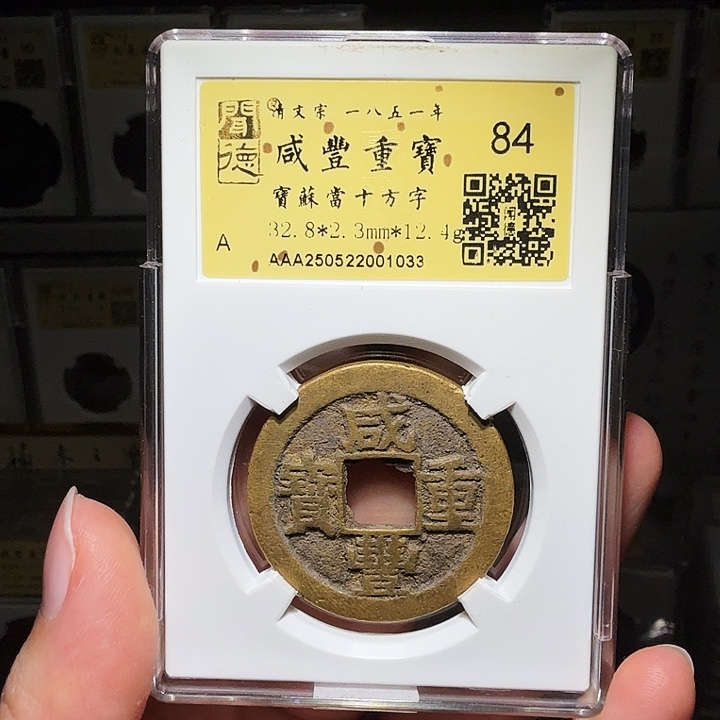 聞德
清文宗 一八五一年
咸豐重寶
84
寶蘇當十方字
32.8*2.3mm*12.4g
A
AAA250522001033
咸
豐
重
寶